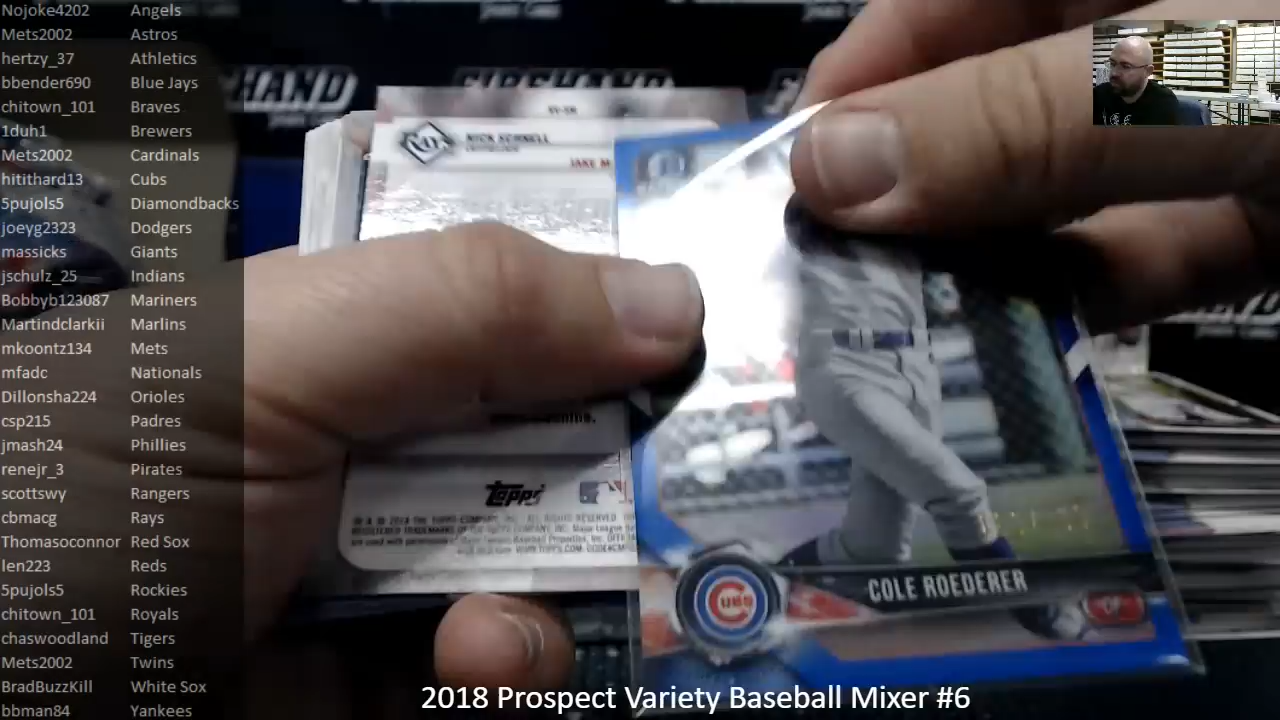 Nojoke4202 Angels
Mets2002 Astros
hertzy_37 Athletics
bbender690 Blue Jays
chitown_101 Braves
1duh1 Brewers
Mets2002 Cardinals
hitithard13 Cubs
5pujols5 Diamondbacks
joeyg2323 Dodgers
massicks Giants
jschulz_25 Indians
Bobbyb123087 Mariners
Martindclarkii Marlins
mkoontz134 Mets
mfadc Nationals
Dillonsha224 Orioles
csp215 Padres
jmash24 Phillies
renejr_3 Pirates
scottswy Rangers
cbmacg Rays
Thomasoconnor Red Sox
len223 Reds
5pujols5 Rockies
chitown_101 Royals
chaswoodland Tigers
Mets2002 Twins
BradBuzzKill White Sox
bbman84 Yankees
FIREHAND
NICK SCHNELL
JAKE M
Topps
CUBS
COLE ROEDERER
2018 Prospect Variety Baseball Mixer #6